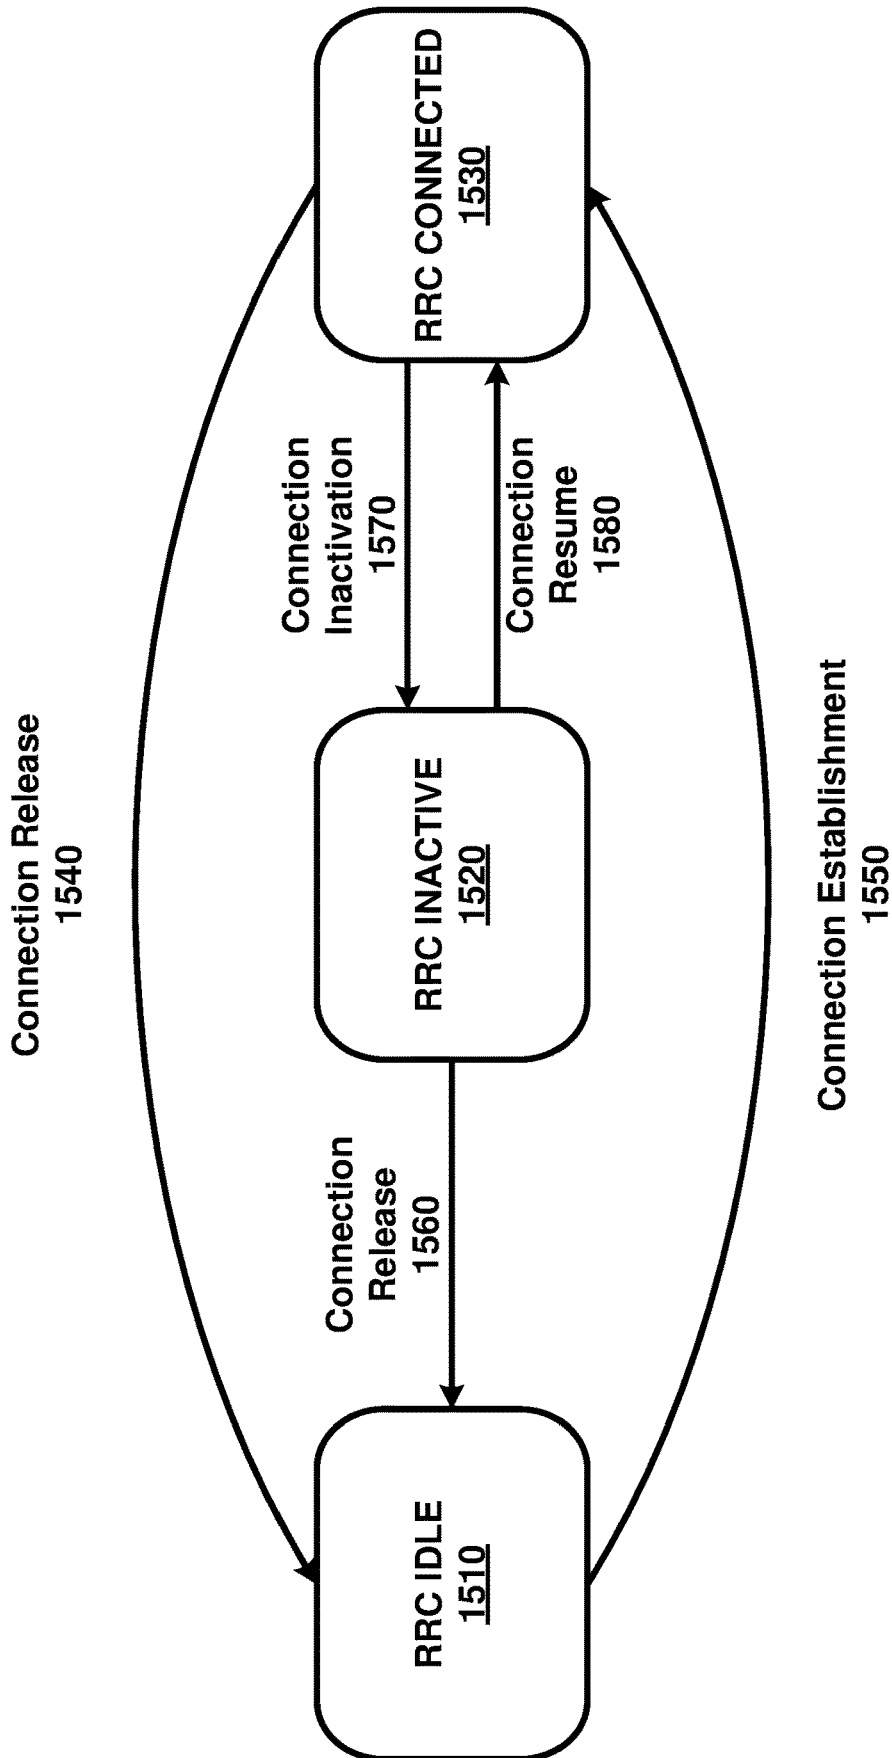 Connection Release
1540
Connection
Inactivation
1570
Connection
Release
1560
RRC IDLE
1510
RRC INACTIVE
1520
RRC CONNECTED
1530
Connection
Resume
1580
Connection Establishment
1550